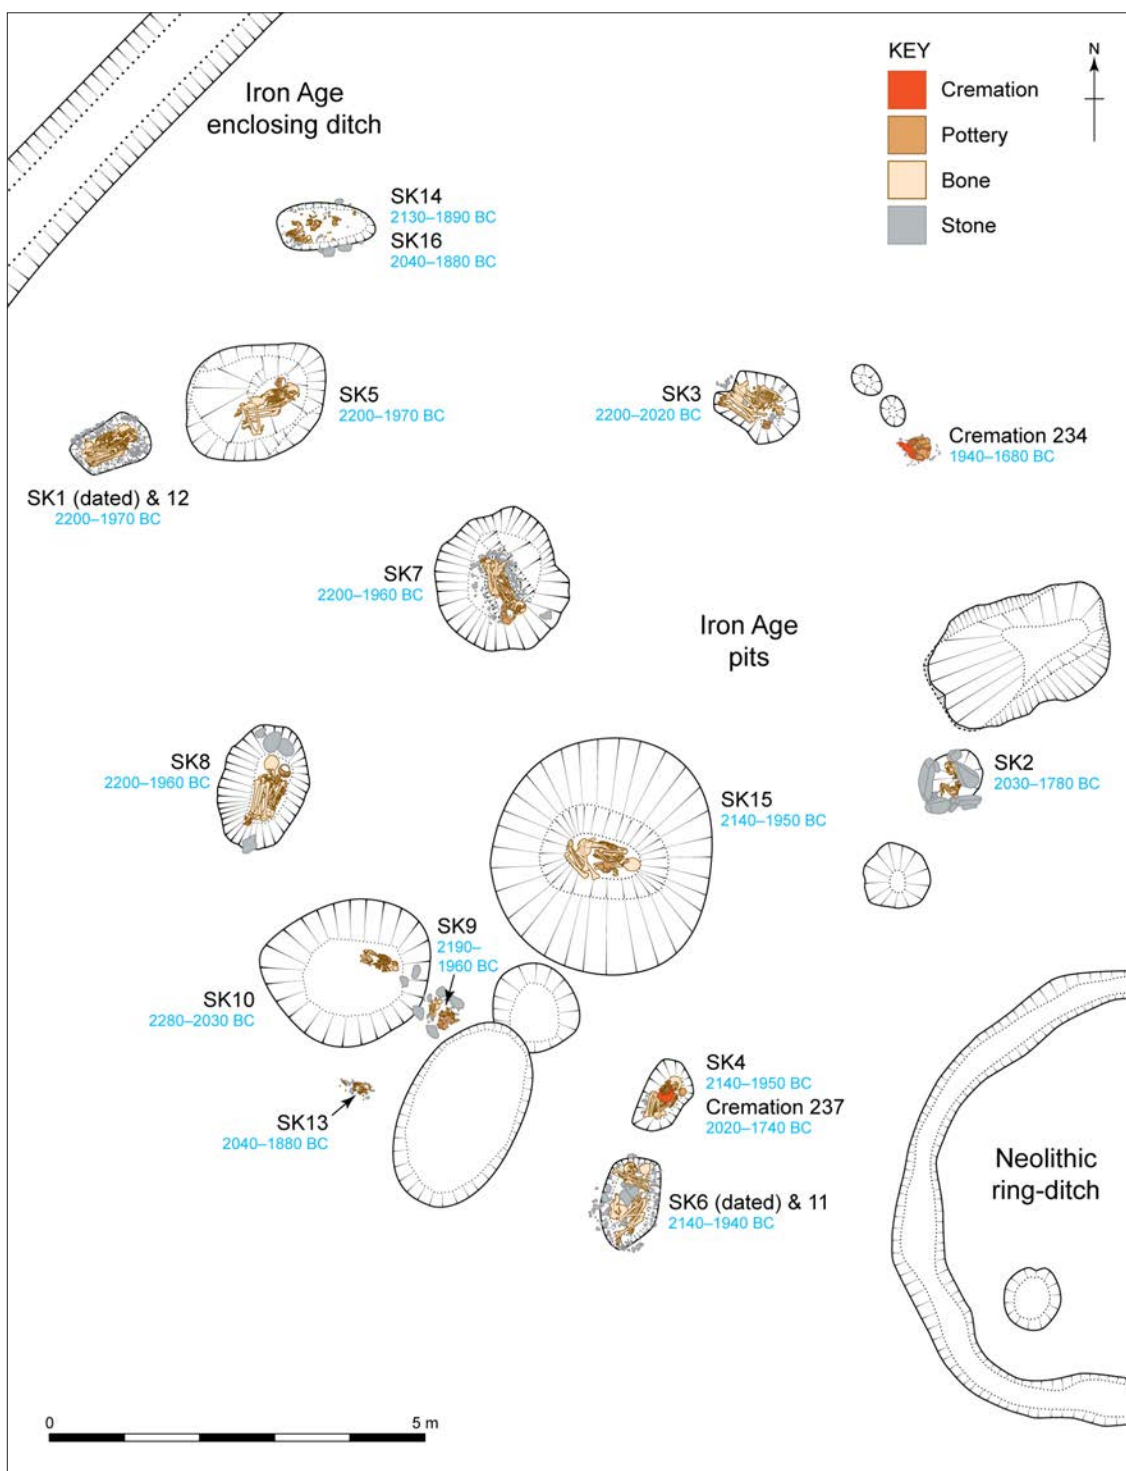 Iron Age
enclosing ditch
KEY
Cremation
Pottery
Bone
Stone
N
SK14
2130–1890 BC
SK16
2040–1880 BC
SK5
2200–1970 BC
SK3
2200–2020 BC
Cremation 234
1940–1680 BC
SK1 (dated) & 12
2200–1970 BC
SK7
2200–1960 BC
Iron Age
pits
SK8
2200–1960 BC
SK15
2140–1950 BC
SK2
2030–1780 BC
SK9
2190–
1960 BC
SK10
2280–2030 BC
SK13
2040–1880 BC
SK4
2140–1950 BC
Cremation 237
2020–1740 BC
SK6 (dated) & 11
2140–1940 BC
Neolithic
ring-ditch
0
5 m